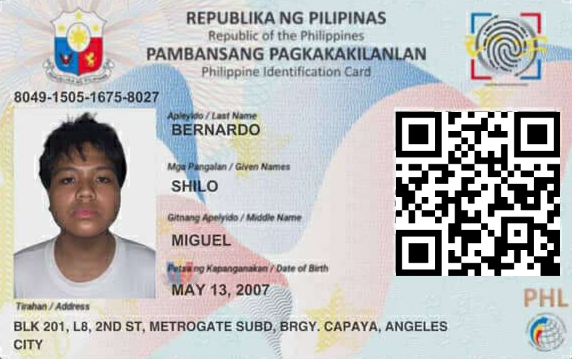 REPUBLIKA NG PILIPINAS
Republic of the Philippines
PAMBANSANG PAGKAKAKILANLAN
Philippine Identification Card
8049-1505-1675-8027
Apleyido / Last Name
BERNARDO
Mga Pangalan / Given Names
SHILO
Gitnang Apelyido / Middle Name
MIGUEL
Petsa ng Kapanganakan / Date of Birth
MAY 13, 2007
PHL
Tirahan / Address
BLK 201, L8, 2ND ST, METROGATE SUBD, BRGY. CAPAYA, ANGELES
CITY